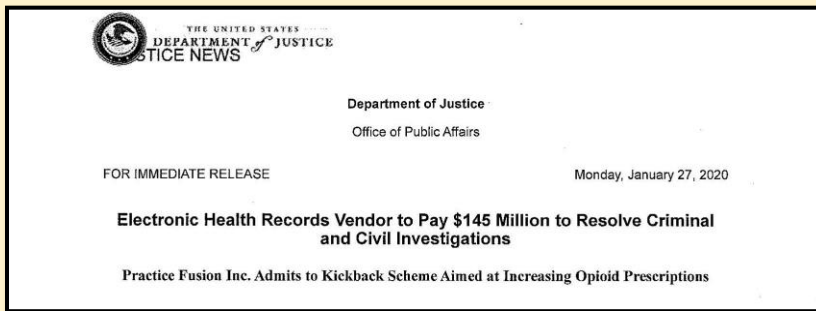 THE UNITED STATES
DEPARTMENT of JUSTICE
STICE NEWS
Department of Justice
Office of Public Affairs
FOR IMMEDIATE RELEASE
Monday, January 27, 2020
Electronic Health Records Vendor to Pay $145 Million to Resolve Criminal
and Civil Investigations
Practice Fusion Inc. Admits to Kickback Scheme Aimed at Increasing Opioid Prescriptions